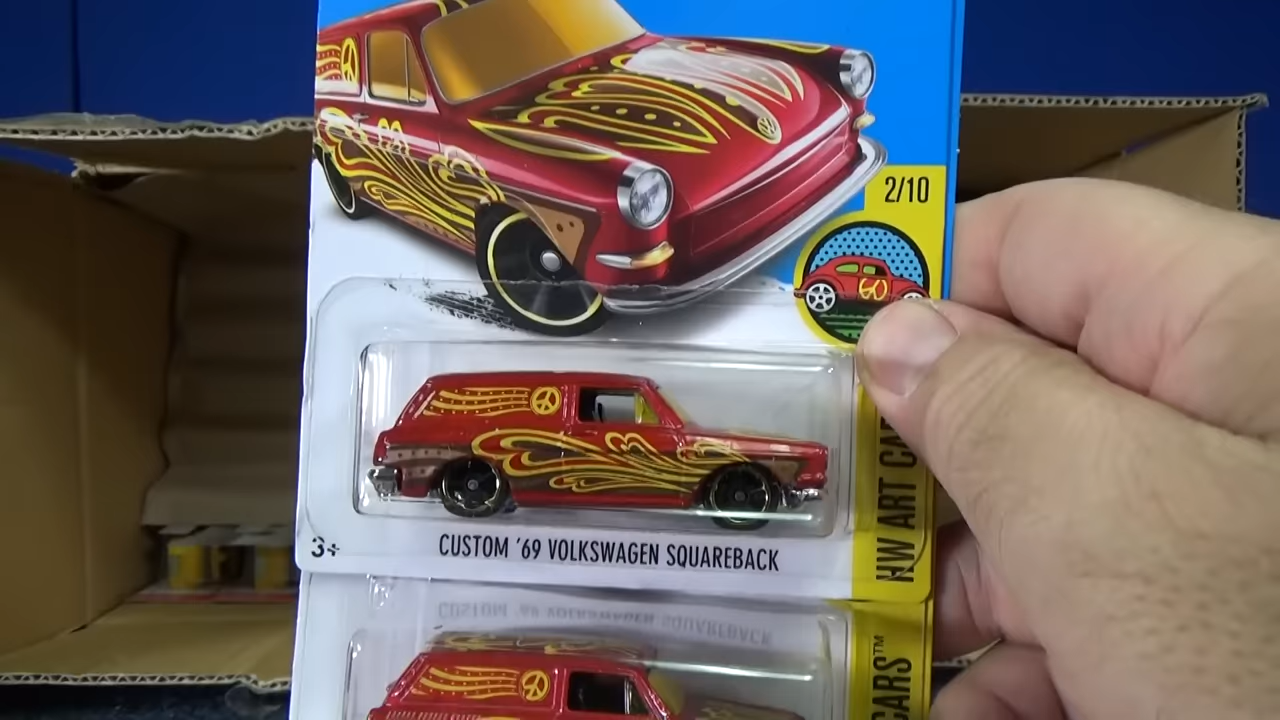 2/10
HW ART CA
3+
CUSTOM '69 VOLKSWAGEN SQUAREBACK
CUSTOM '69 VOLKSWAGEN SQUAREBACK
CARS™